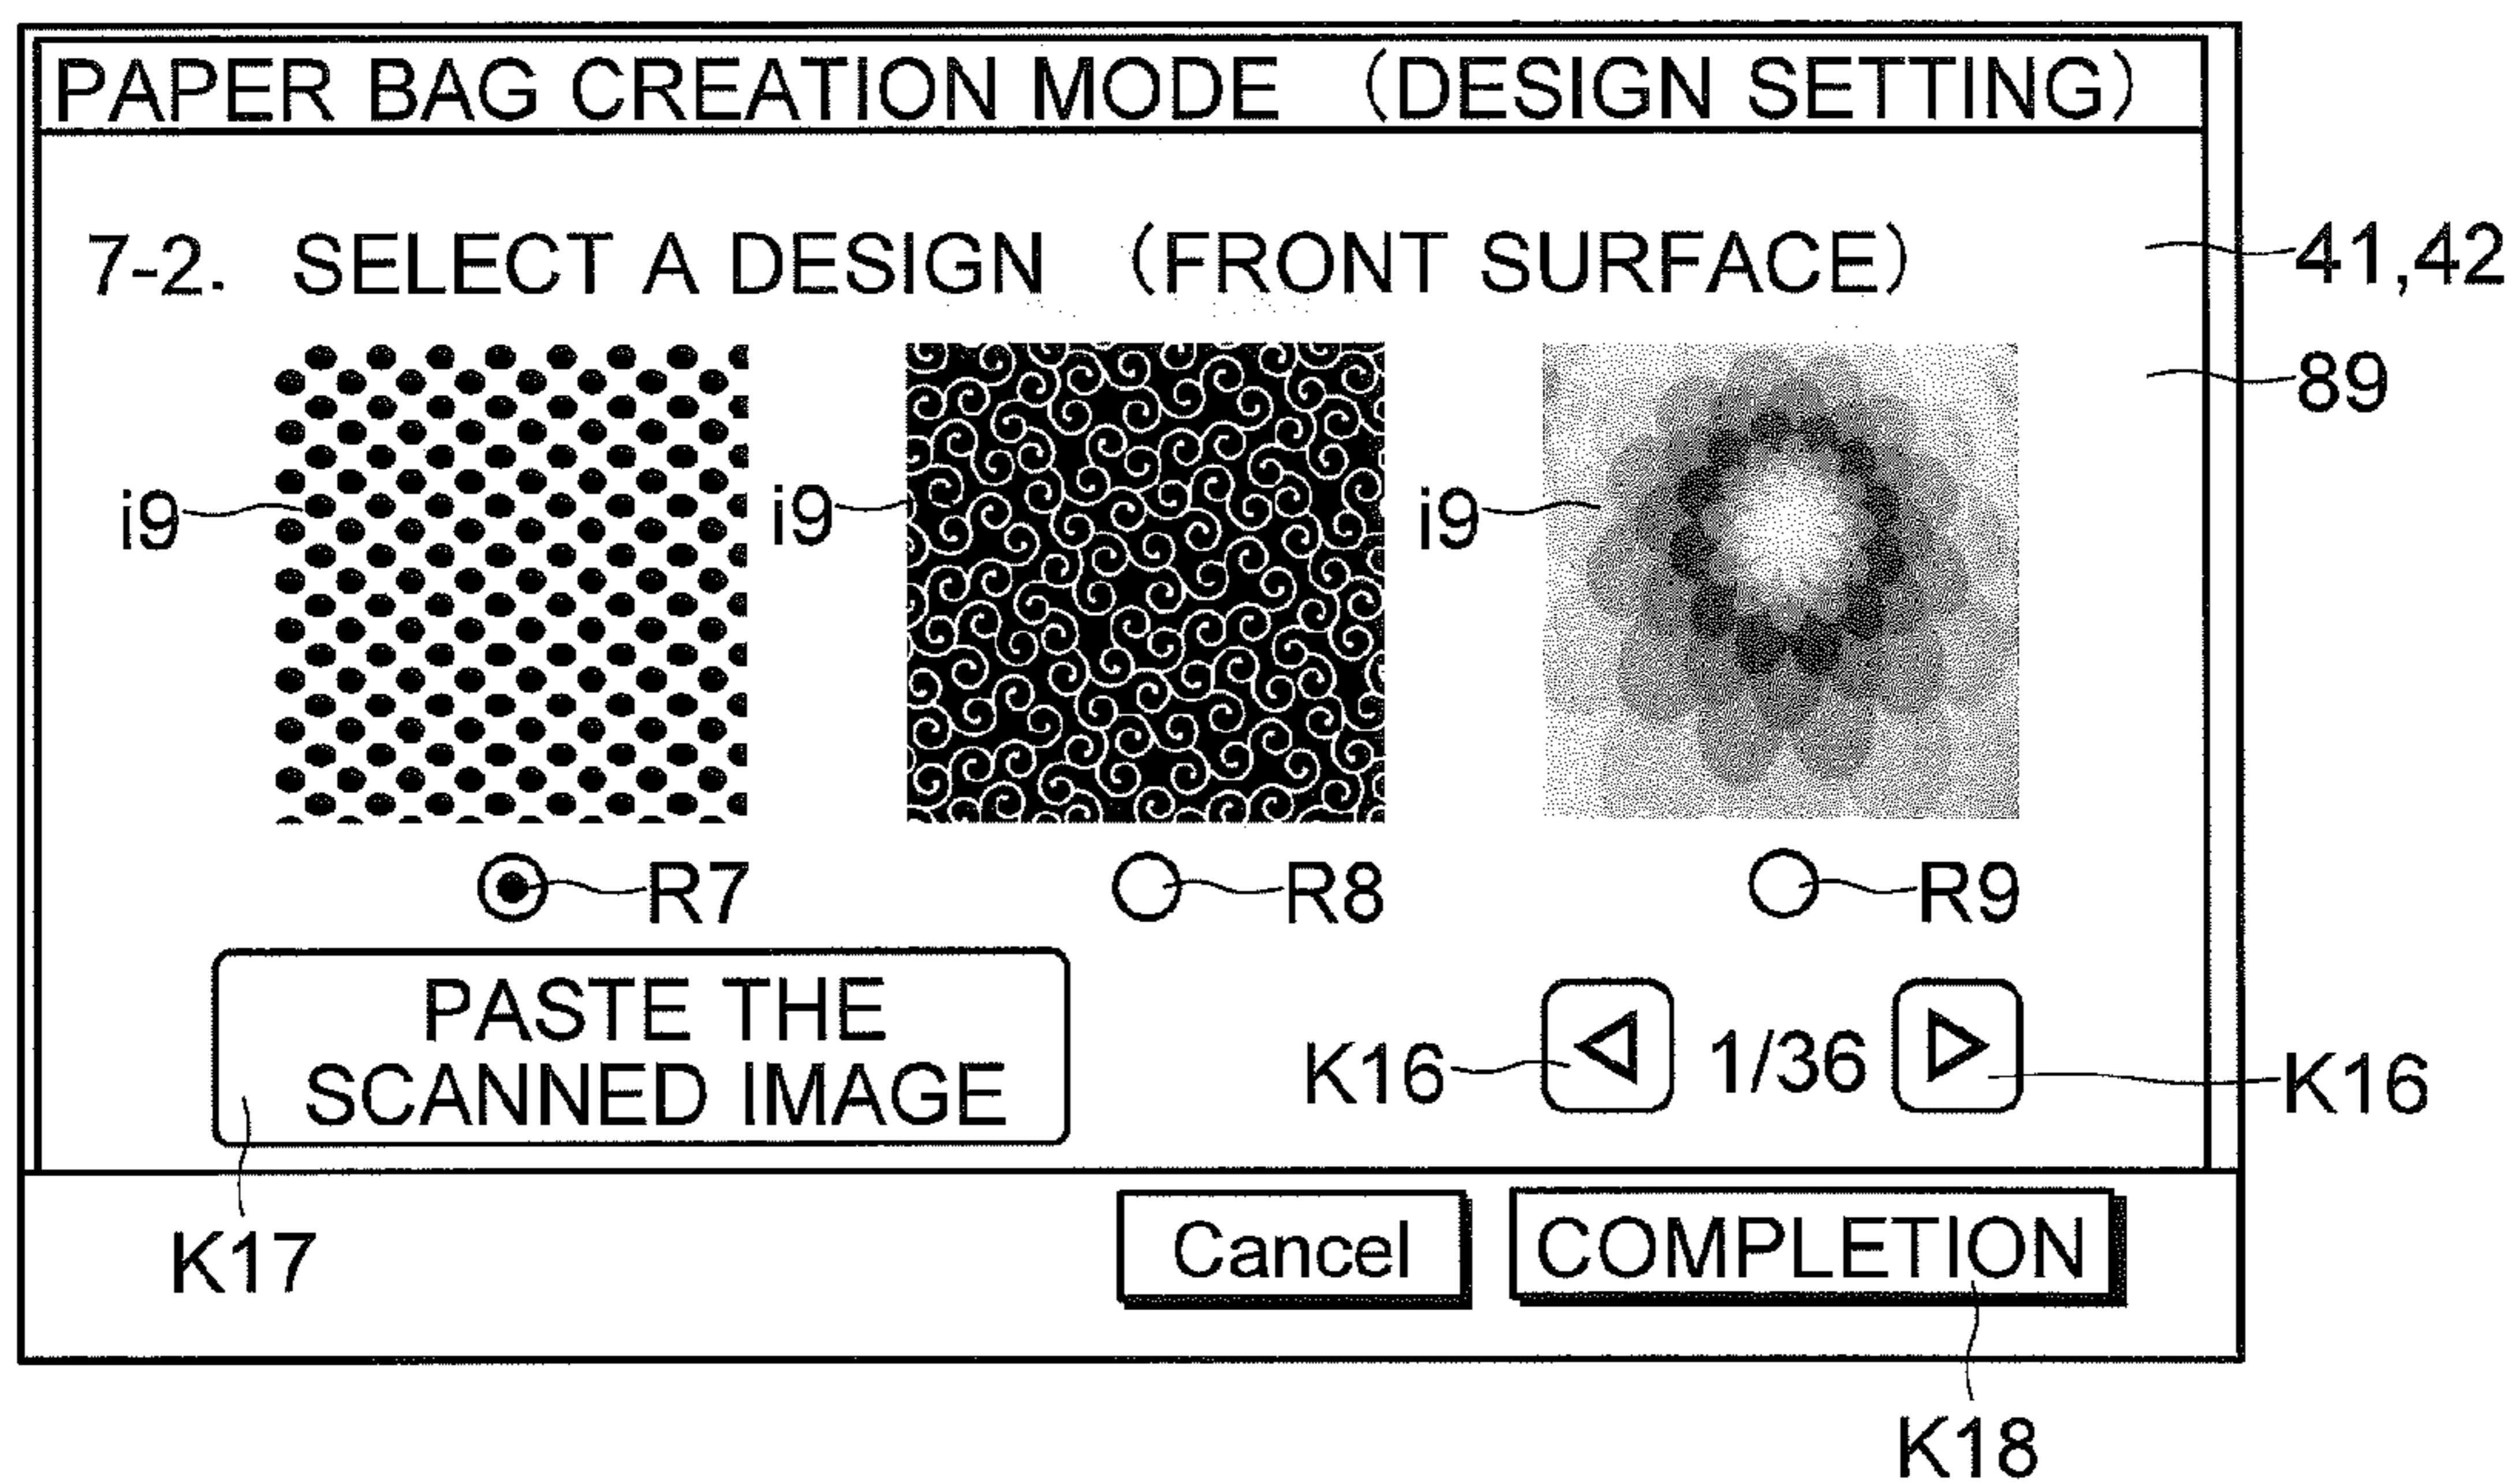 PAPER BAG CREATION MODE (DESIGN SETTING)
7-2. SELECT A DESIGN (FRONT SURFACE)
41,42
89
i9 i9 i9
R7 R8 R9
PASTE THE
SCANNED IMAGE
K16 1/36 K16
K17
Cancel COMPLETION
K18